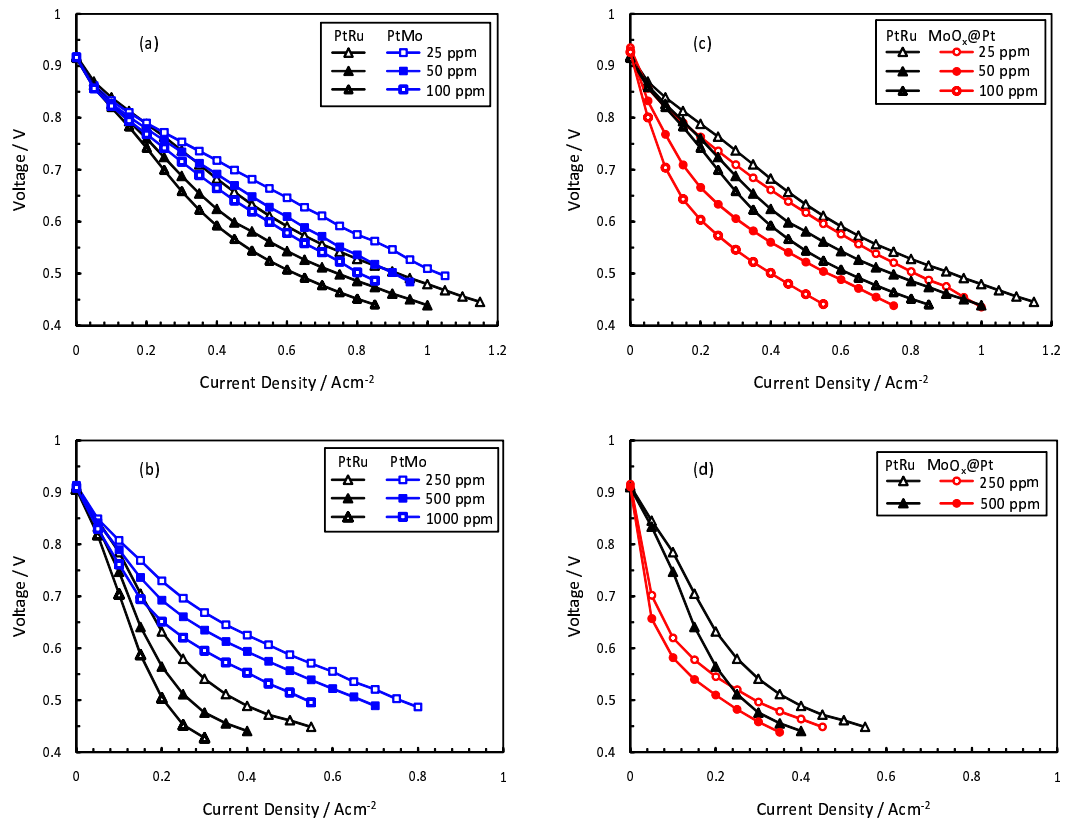 (a)
PtRu PtMo
25 ppm
50 ppm
100 ppm
1
0.9
0.8
0.7
0.6
0.5
0.4
0 0.2 0.4 0.6 0.8 1 1.2
Voltage / V
Current Density / Acm-2
(c)
PtRu MoOx@Pt
25 ppm
50 ppm
100 ppm
1
0.9
0.8
0.7
0.6
0.5
0.4
0 0.2 0.4 0.6 0.8 1 1.2
Voltage / V
Current Density / Acm-2
(b)
PtRu PtMo
250 ppm
500 ppm
1000 ppm
1
0.9
0.8
0.7
0.6
0.5
0.4
0 0.2 0.4 0.6 0.8 1
Voltage / V
Current Density / Acm-2
(d)
PtRu MoOx@Pt
250 ppm
500 ppm
1
0.9
0.8
0.7
0.6
0.5
0.4
0 0.2 0.4 0.6 0.8 1
Voltage / V
Current Density / Acm-2